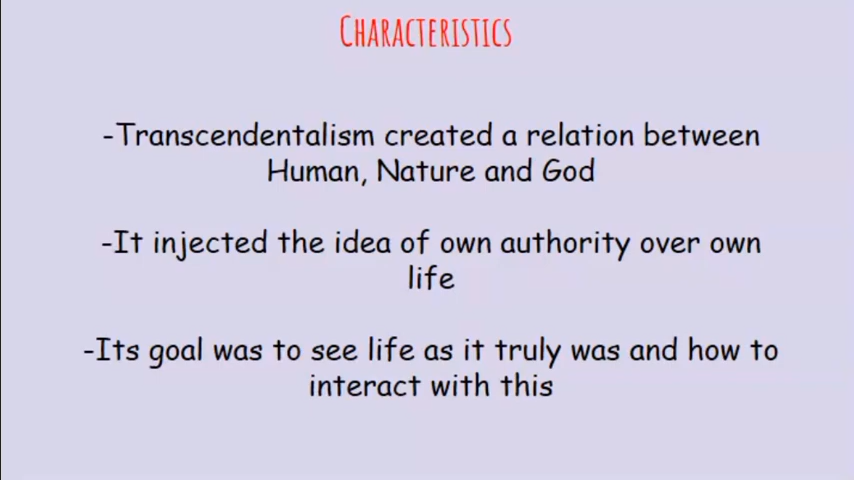 Characteristics
-Transcendentalism created a relation between
Human, Nature and God
-It injected the idea of own authority over own
life
-Its goal was to see life as it truly was and how to
interact with this